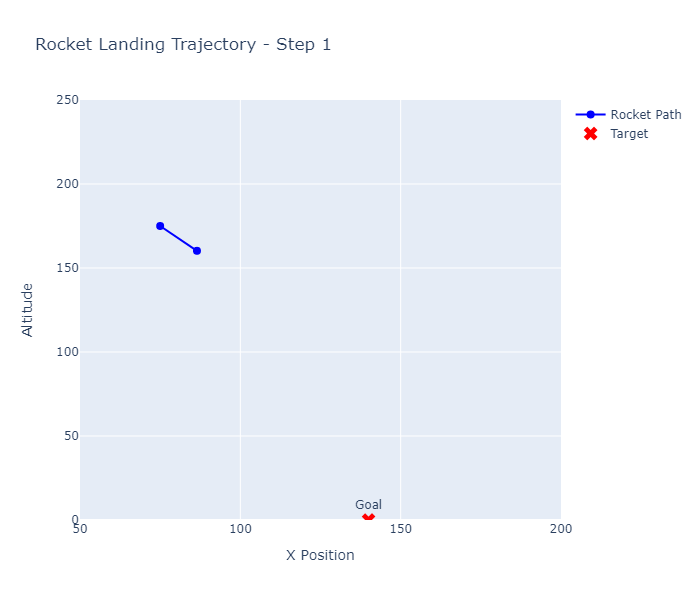 Rocket Landing Trajectory - Step 1
250
200
150
100
50
0
50
100
150
200
Altitude
X Position
Goal
Rocket Path
Target